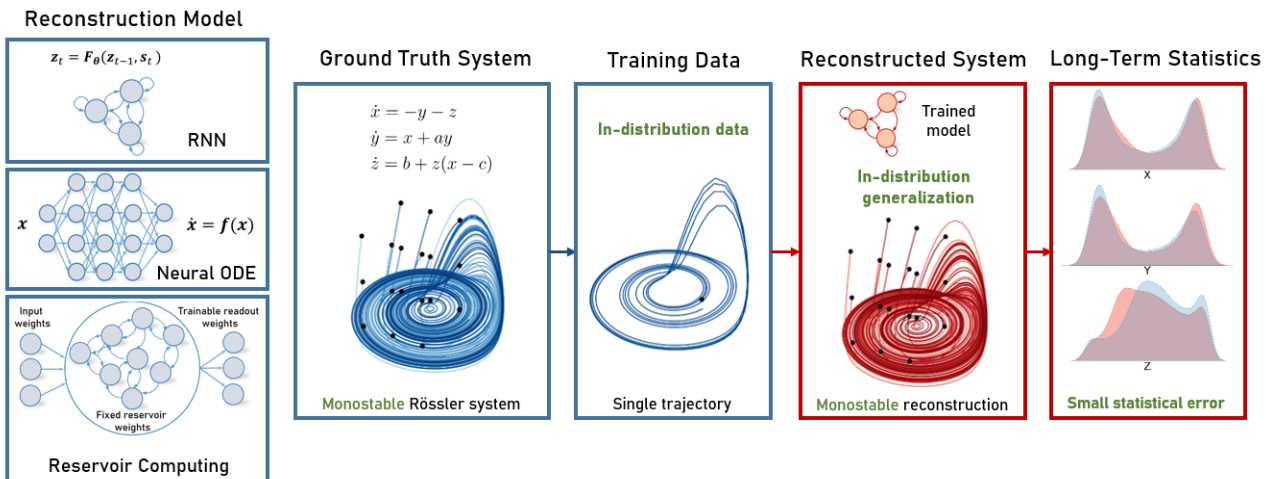 Reconstruction Model
z_t = F_θ(z_{t-1}, s_t)
RNN
x
ẋ = f(x)
Neural ODE
Input
weights
Trainable readout
weights
Fixed reservoir
weights
Reservoir Computing
Ground Truth System
ẋ = −y − z
ẏ = x + ay
ż = b + z(x − c)
Monostable Rössler system
Training Data
In-distribution data
Single trajectory
Reconstructed System
Trained
model
In-distribution
generalization
Monostable reconstruction
Long-Term Statistics
X
Y
Z
Small statistical error